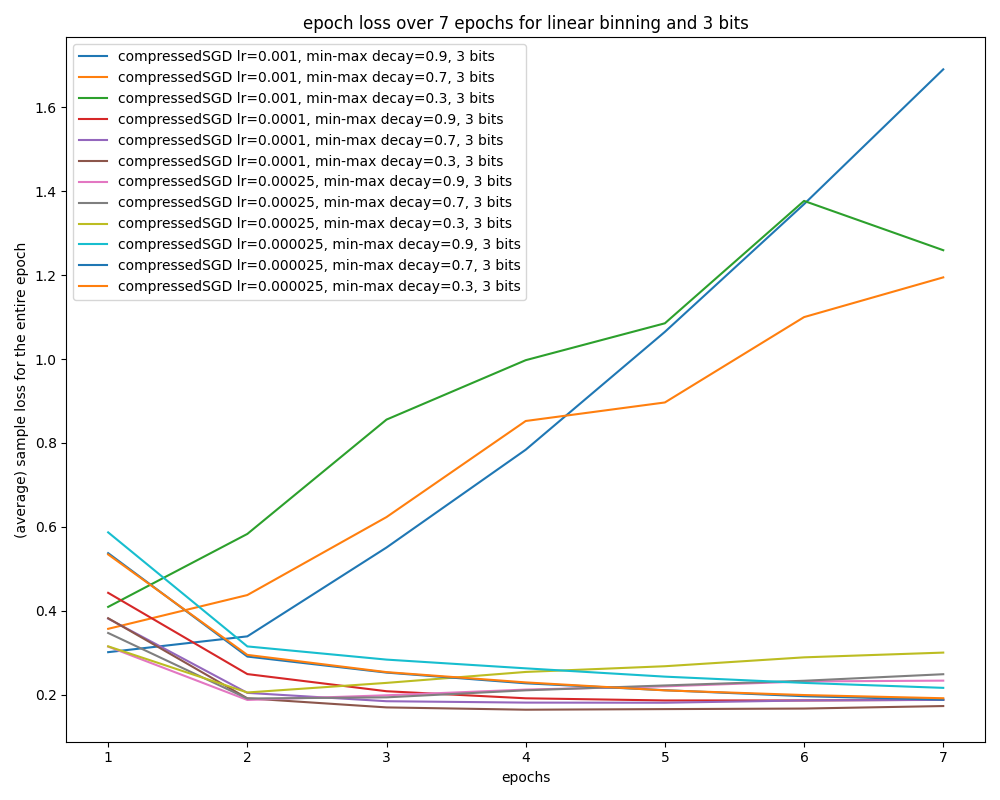 epoch loss over 7 epochs for linear binning and 3 bits
compressedSGD lr=0.001, min-max decay=0.9, 3 bits
compressedSGD lr=0.001, min-max decay=0.7, 3 bits
compressedSGD lr=0.001, min-max decay=0.3, 3 bits
compressedSGD lr=0.0001, min-max decay=0.9, 3 bits
compressedSGD lr=0.0001, min-max decay=0.7, 3 bits
compressedSGD lr=0.0001, min-max decay=0.3, 3 bits
compressedSGD lr=0.00025, min-max decay=0.9, 3 bits
compressedSGD lr=0.00025, min-max decay=0.7, 3 bits
compressedSGD lr=0.00025, min-max decay=0.3, 3 bits
compressedSGD lr=0.000025, min-max decay=0.9, 3 bits
compressedSGD lr=0.000025, min-max decay=0.7, 3 bits
compressedSGD lr=0.000025, min-max decay=0.3, 3 bits
(average) sample loss for the entire epoch
1.6
1.4
1.2
1.0
0.8
0.6
0.4
0.2
1 2 3 4 5 6 7
epochs